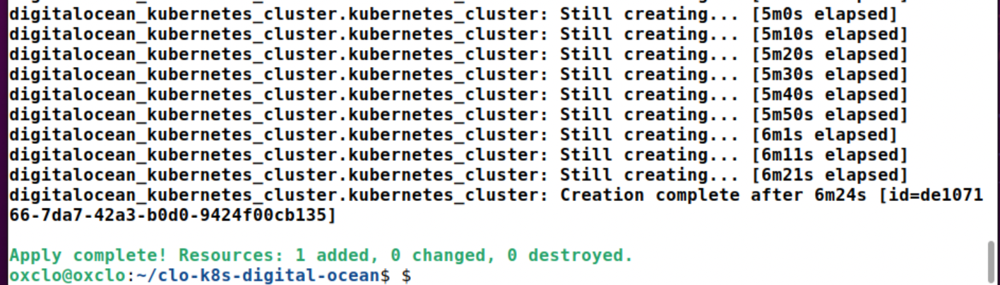 digitalocean_kubernetes_cluster.kubernetes_cluster: Still creating... [5m0s elapsed]
digitalocean_kubernetes_cluster.kubernetes_cluster: Still creating... [5m10s elapsed]
digitalocean_kubernetes_cluster.kubernetes_cluster: Still creating... [5m20s elapsed]
digitalocean_kubernetes_cluster.kubernetes_cluster: Still creating... [5m30s elapsed]
digitalocean_kubernetes_cluster.kubernetes_cluster: Still creating... [5m40s elapsed]
digitalocean_kubernetes_cluster.kubernetes_cluster: Still creating... [5m50s elapsed]
digitalocean_kubernetes_cluster.kubernetes_cluster: Still creating... [6m1s elapsed]
digitalocean_kubernetes_cluster.kubernetes_cluster: Still creating... [6m11s elapsed]
digitalocean_kubernetes_cluster.kubernetes_cluster: Still creating... [6m21s elapsed]
digitalocean_kubernetes_cluster.kubernetes_cluster: Creation complete after 6m24s [id=de1071
66-7da7-42a3-b0d0-9424f00cb135]
Apply complete! Resources: 1 added, 0 changed, 0 destroyed.
oxclo@oxclo:~/clo-k8s-digital-ocean$ $